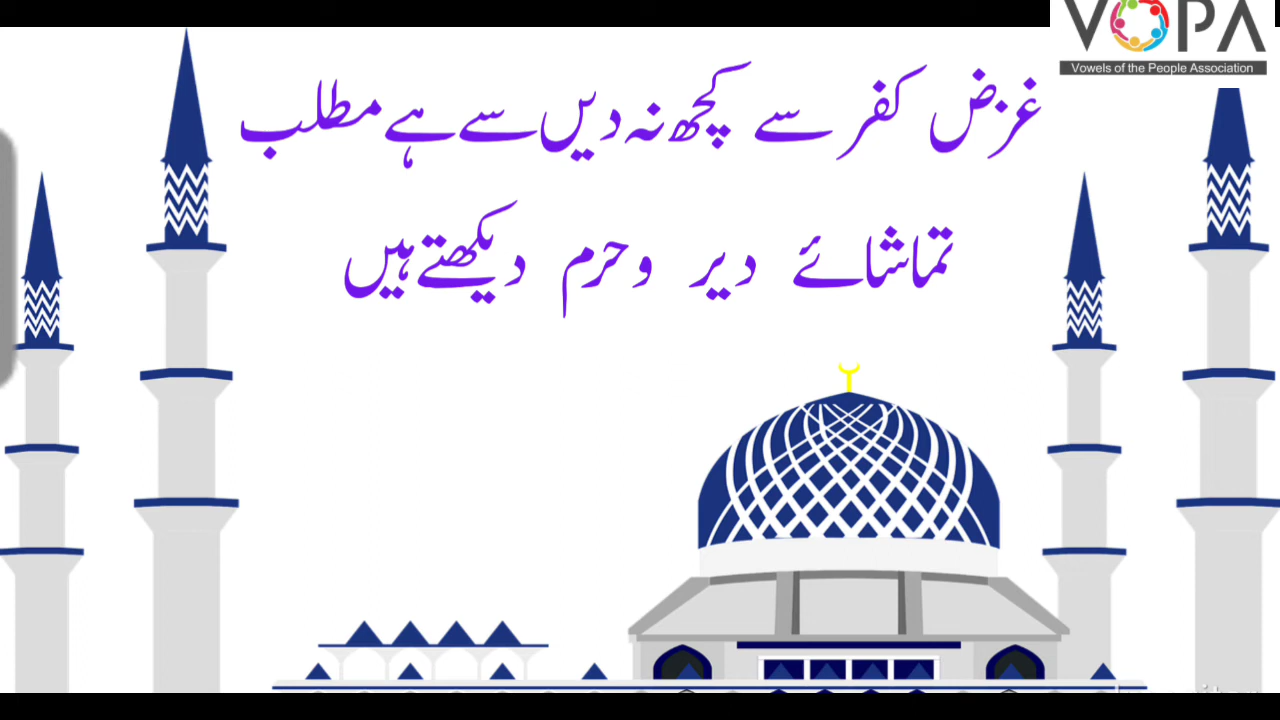 VOPA
Vowels of the People Association
غرض کفر سے کچھ نہ دیں سے ہے مطلب
تماشائے دیر و حرم دیکھتے ہیں